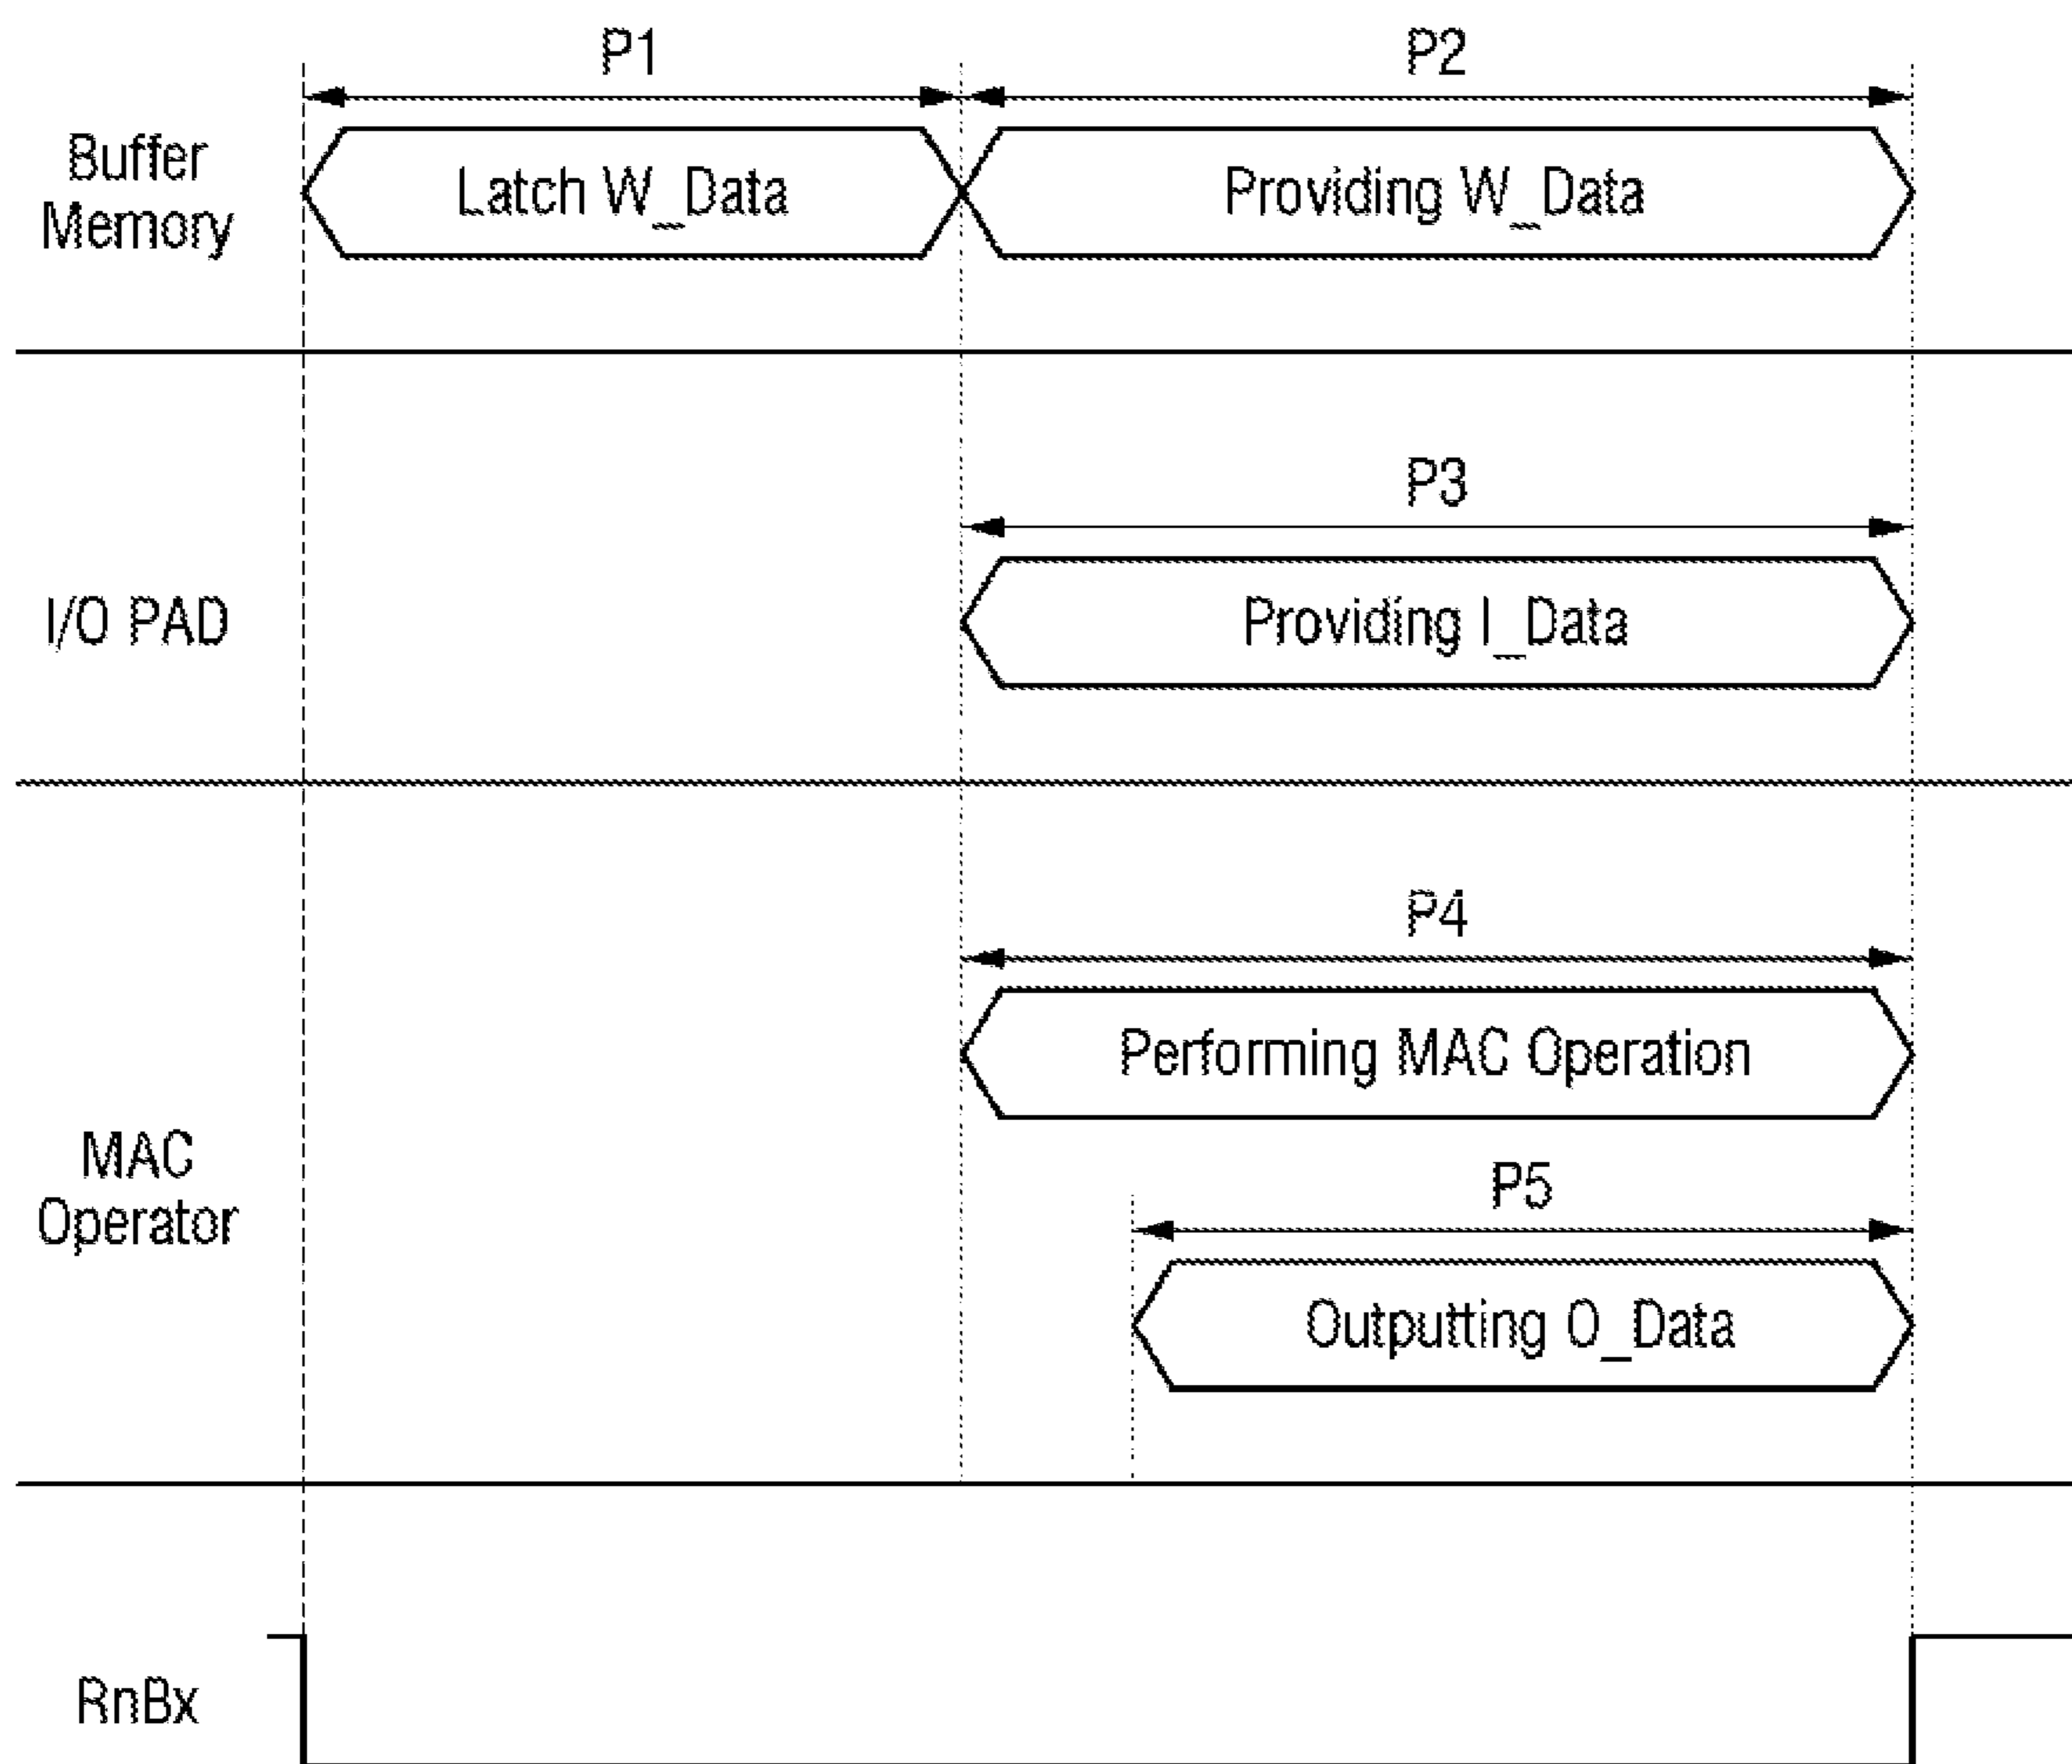 P1
P2
Buffer
Memory
Latch W_Data
Providing W_Data
P3
I/O PAD
Providing I_Data
P4
Performing MAC Operation
MAC
Operator
P5
Outputting O_Data
RnBx